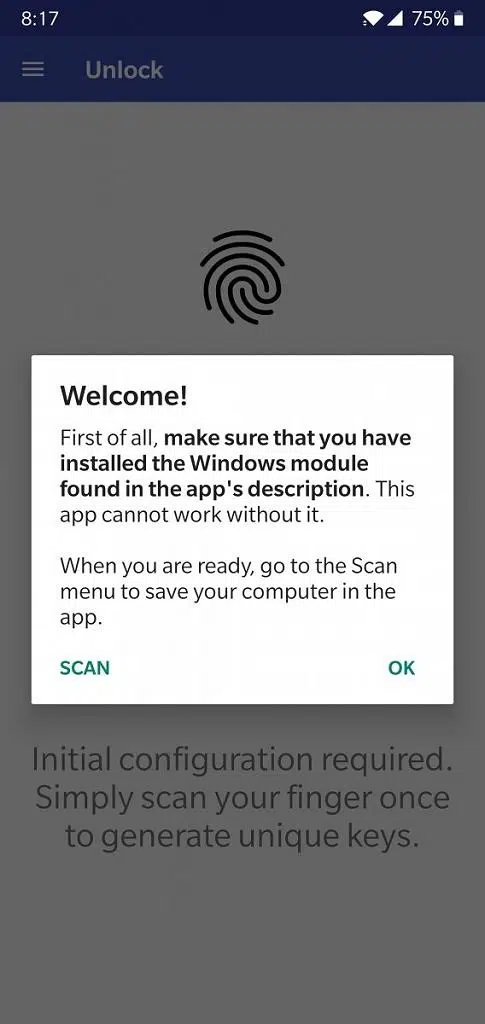 8:17
75%
Unlock
Welcome!
First of all, make sure that you have
installed the Windows module
found in the app's description. This
app cannot work without it.
When you are ready, go to the Scan
menu to save your computer in the
app.
SCAN
OK
Initial configuration required.
Simply scan your finger once
to generate unique keys.